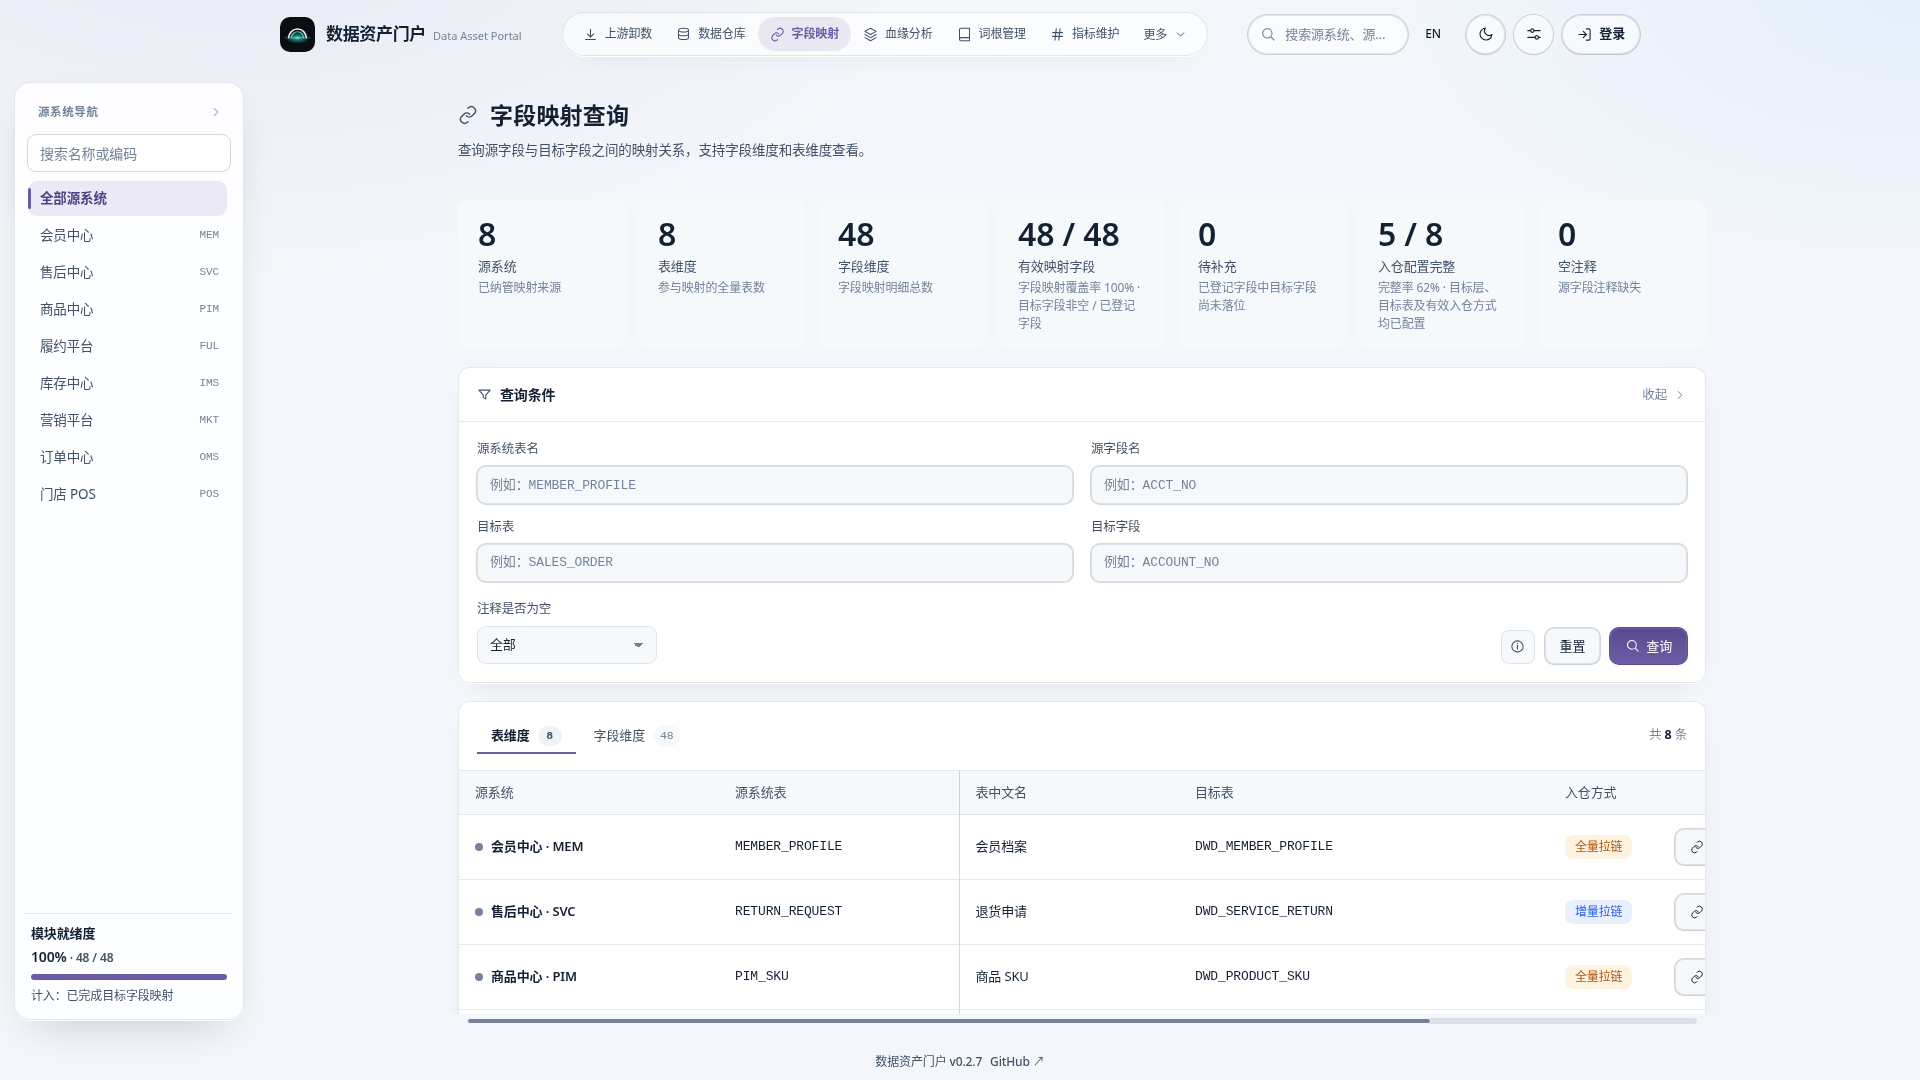 数据资产门户 Data Asset Portal
上游卸数 数据仓库 字段映射 血缘分析 词根管理 指标维护 更多
搜索源系统、源... EN 登录
源系统导航
搜索名称或编码
全部源系统
会员中心 MEM
售后中心 SVC
商品中心 PIM
履约平台 FUL
库存中心 IMS
营销平台 MKT
订单中心 OMS
门店 POS POS
模块就绪度
100% · 48 / 48
计入：已完成目标字段映射
字段映射查询
查询源字段与目标字段之间的映射关系，支持字段维度和表维度查看。
8
源系统
已纳管映射来源
8
表维度
参与映射的全量表数
48
字段维度
字段映射明细总数
48 / 48
有效映射字段
字段映射覆盖率 100% ·
目标字段非空 / 已登记
字段
0
待补充
已登记字段中目标字段
尚未落位
5 / 8
入仓配置完整
完整率 62% · 目标层、
目标表及有效入仓方式
均已配置
0
空注释
源字段注释缺失
查询条件 收起
源系统表名 源字段名
例如：MEMBER_PROFILE 例如：ACCT_NO
目标表 目标字段
例如：SALES_ORDER 例如：ACCOUNT_NO
注释是否为空
全部 重置 查询
表维度 8 字段维度 48 共 8 条
源系统 源系统表 表中文名 目标表 入仓方式
会员中心 · MEM MEMBER_PROFILE 会员档案 DWD_MEMBER_PROFILE 全量拉链
售后中心 · SVC RETURN_REQUEST 退货申请 DWD_SERVICE_RETURN 增量拉链
商品中心 · PIM PIM_SKU 商品 SKU DWD_PRODUCT_SKU 全量拉链
数据资产门户 v0.2.7 GitHub ↗